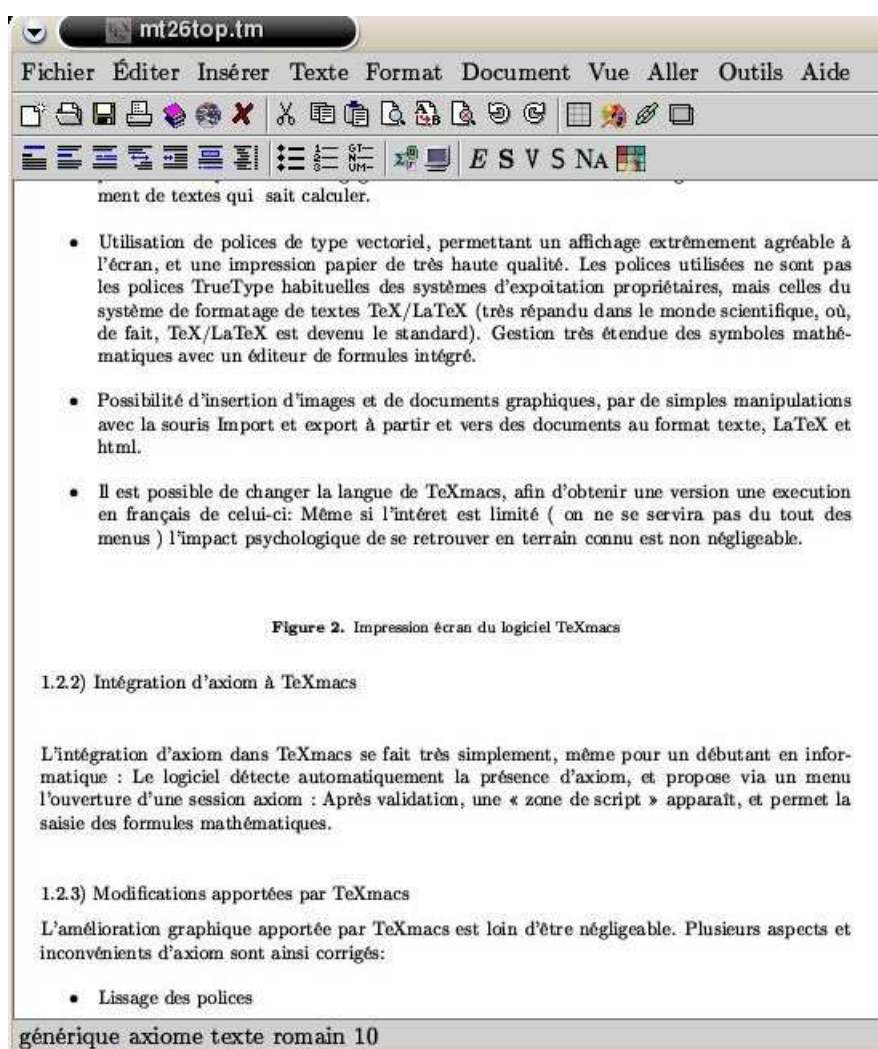 mt26top.tm
Fichier Éditer Insérer Texte Format Document Vue Aller Outils Aide
E S V S NA
ment de textes qui sait calculer.
• Utilisation de polices de type vectoriel, permettant un affichage extrêmement agréable à
l'écran, et une impression papier de très haute qualité. Les polices utilisées ne sont pas
les polices TrueType habituelles des systèmes d'expoitation propriétaires, mais celles du
système de formatage de textes TeX/LaTeX (très répandu dans le monde scientifique, où,
de fait, TeX/LaTeX est devenu le standard). Gestion très étendue des symboles mathé-
matiques avec un éditeur de formules intégré.
• Possibilité d'insertion d'images et de documents graphiques, par de simples manipulations
avec la souris Import et export à partir et vers des documents au format texte, LaTeX et
html.
• Il est possible de changer la langue de TeXmacs, afin d'obtenir une version une execution
en français de celui-ci: Même si l'intéret est limité ( on ne se servira pas du tout des
menus ) l'impact psychologique de se retrouver en terrain connu est non négligeable.
Figure 2. Impression écran du logiciel TeXmacs
1.2.2) Intégration d'axiom à TeXmacs
L'intégration d'axiom dans TeXmacs se fait très simplement, même pour un débutant en infor-
matique : Le logiciel détecte automatiquement la présence d'axiom, et propose via un menu
l'ouverture d'une session axiom : Après validation, une « zone de script » apparaît, et permet la
saisie des formules mathématiques.
1.2.3) Modifications apportées par TeXmacs
L'amélioration graphique apportée par TeXmacs est loin d'être négligeable. Plusieurs aspects et
inconvénients d'axiom sont ainsi corrigés:
• Lissage des polices
générique axiome texte romain 10